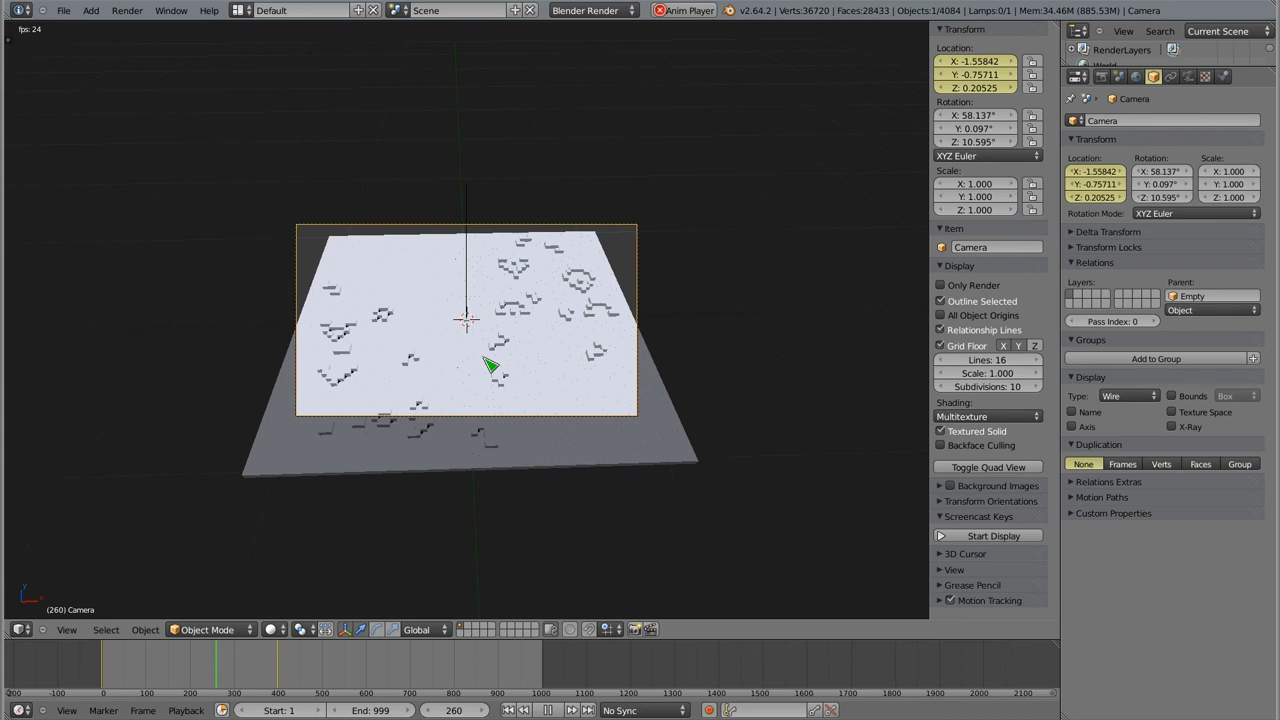 File Add Render Window Help Default Scene Blender Render Anim Player v2.64.2 | Verts:36720 | Faces:28433 | Objects:1/4084 | Lamps:0/1 | Mem:34.46M (885.53M) | Camera
fps: 24
Transform
Location:
X: -1.55842
Y: -0.75711
Z: 0.20525
Rotation:
X: 58.137°
Y: 0.097°
Z: 10.595°
XYZ Euler
Scale:
X: 1.000
Y: 1.000
Z: 1.000
Item
Camera
Display
Only Render
Outline Selected
All Object Origins
Relationship Lines
Grid Floor X Y Z
Lines: 16
Scale: 1.000
Subdivisions: 10
Shading:
Multitexture
Textured Solid
Backface Culling
Toggle Quad View
Background Images
Transform Orientations
Screencast Keys
Start Display
3D Cursor
View
Grease Pencil
Motion Tracking
View Search Current Scene
RenderLayers
Camera
Camera
Transform
Location: Rotation: Scale:
X: -1.55842 X: 58.137° X: 1.000
Y: -0.75711 Y: 0.097° Y: 1.000
Z: 0.20525 Z: 10.595° Z: 1.000
Rotation Mode: XYZ Euler
Delta Transform
Transform Locks
Relations
Layers: Parent:
Empty
Pass Index: 0 Object
Groups
Add to Group
Display
Type: Wire Bounds Box
Name Texture Space
Axis X-Ray
Duplication
None Frames Verts Faces Group
Relations Extras
Motion Paths
Custom Properties
y
x
(260) Camera
View Select Object Object Mode Global
-100 0 100 200 300 400 500 600 700 800 900 1000 1100 1200 1300 1400 1500 1600 1700 1800 1900 2000 2100
View Marker Frame Playback Start: 1 End: 999 260 No Sync